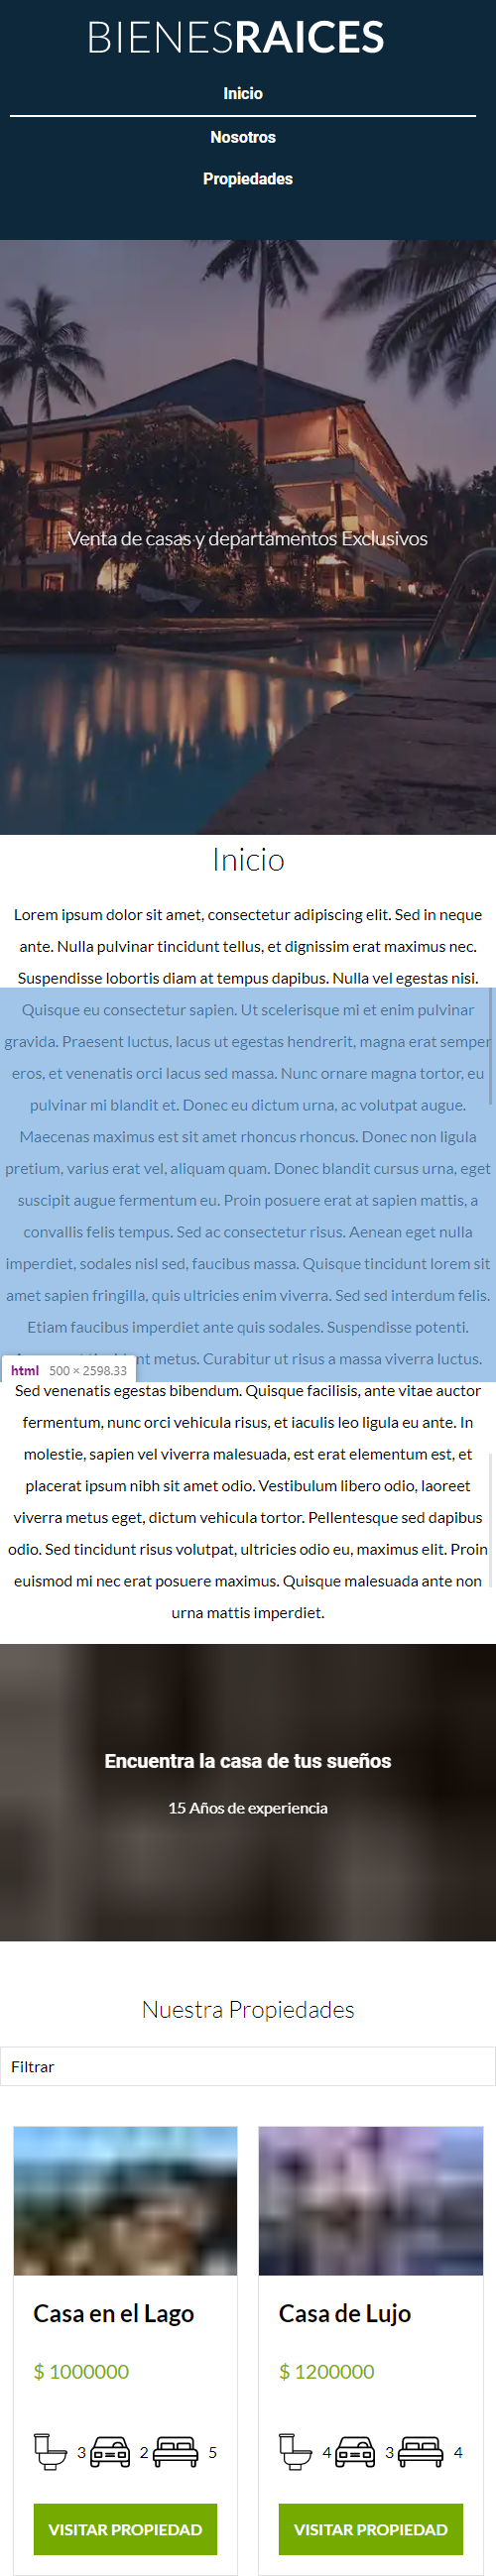 BIENESRAICES
Inicio
Nosotros
Propiedades
Venta de casas y departamentos Exclusivos
Inicio
Lorem ipsum dolor sit amet, consectetur adipiscing elit. Sed in neque
ante. Nulla pulvinar tincidunt tellus, et dignissim erat maximus nec.
Suspendisse lobortis diam at tempus dapibus. Nulla vel egestas nisi.
Quisque eu consectetur sapien. Ut scelerisque mi et enim pulvinar
gravida. Praesent luctus, lacus ut egestas hendrerit, magna erat semper
eros, et venenatis orci lacus sed massa. Nunc ornare magna tortor, eu
pulvinar mi blandit et. Donec eu dictum urna, ac volutpat augue.
Maecenas maximus est sit amet rhoncus rhoncus. Donec non ligula
pretium, varius erat vel, aliquam quam. Donec blandit cursus urna, eget
suscipit augue fermentum eu. Proin posuere erat at sapien mattis, a
convallis felis tempus. Sed ac consectetur risus. Aenean eget nulla
imperdiet, sodales nisl sed, faucibus massa. Quisque tincidunt lorem sit
amet sapien fringilla, quis ultricies enim viverra. Sed sed interdum felis.
Etiam faucibus imperdiet ante quis sodales. Suspendisse potenti.
metus. Curabitur ut risus a massa viverra luctus.
html 500 × 2598.33
Sed venenatis egestas bibendum. Quisque facilisis, ante vitae auctor
fermentum, nunc orci vehicula risus, et iaculis leo ligula eu ante. In
molestie, sapien vel viverra malesuada, est erat elementum est, et
placerat ipsum nibh sit amet odio. Vestibulum libero odio, laoreet
viverra metus eget, dictum vehicula tortor. Pellentesque sed dapibus
odio. Sed tincidunt risus volutpat, ultricies odio eu, maximus elit. Proin
euismod mi nec erat posuere maximus. Quisque malesuada ante non
urna mattis imperdiet.
Encuentra la casa de tus sueños
15 Años de experiencia
Nuestra Propiedades
Filtrar
Casa en el Lago
$ 1000000
3 2 5
VISITAR PROPIEDAD
Casa de Lujo
$ 1200000
4 3 4
VISITAR PROPIEDAD